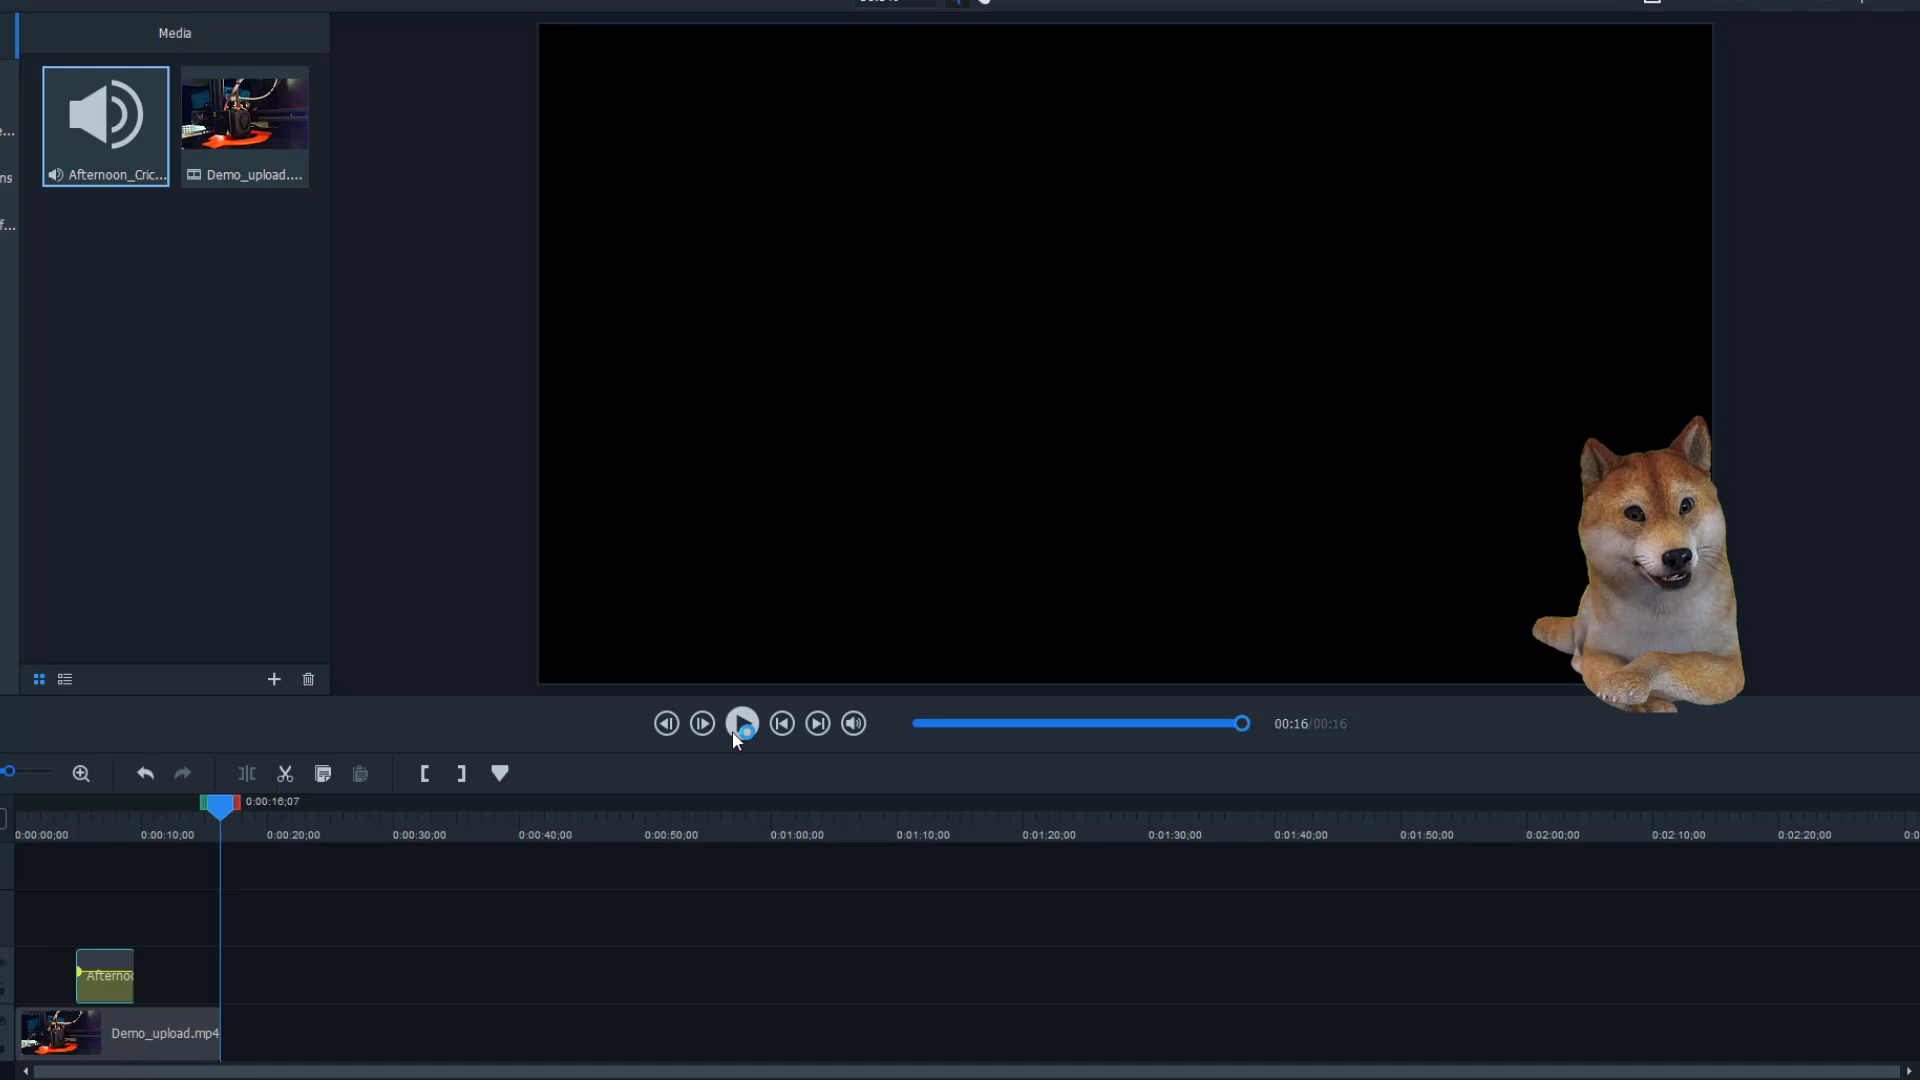 Media
e...
ns
f...
Afternoon_Cric...
Demo_upload....
00:16/00:16
0:00:16;07
0:00:00;00
0:00:10;00
0:00:20;00
0:00:30;00
0:00:40;00
0:00:50;00
0:01:00;00
0:01:10;00
0:01:20;00
0:01:30;00
0:01:40;00
0:01:50;00
0:02:00;00
0:02:10;00
0:02:20;00
0:0
Afternoo
Demo_upload.mp4